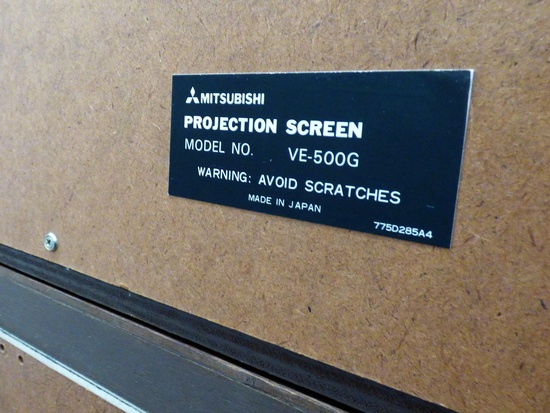 MITSUBISHI
PROJECTION SCREEN
MODEL NO. VE-500G
WARNING: AVOID SCRATCHES
MADE IN JAPAN
775D285A4